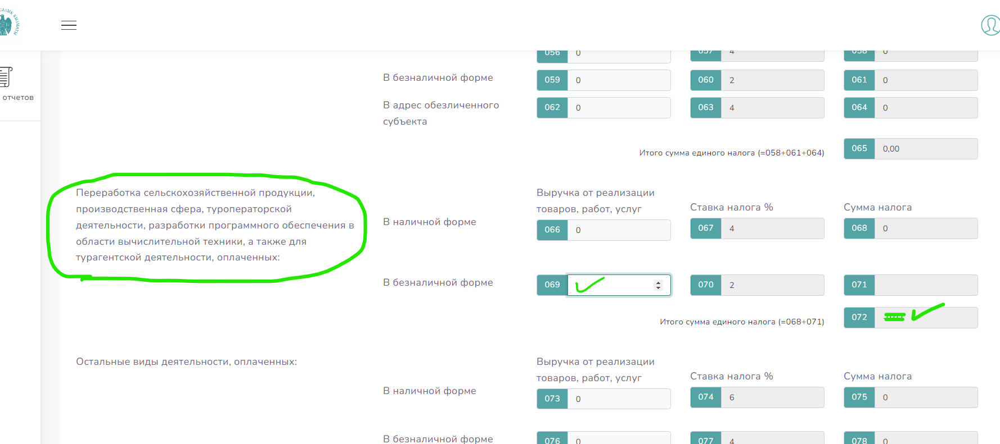 САЛЫК КЫЗМАТЫ
056 0 057 4 058 0
В безналичной форме 059 0 060 2 061 0
отчетов
В адрес обезличенного субъекта 062 0 063 4 064 0
Итого сумма единого налога (=058+061+064) 065 0,00
Переработка сельскохозяйственной продукции,
производственная сфера, туроператорской
деятельности, разработки программного обеспечения в
области вычислительной техники, а также для
турагентской деятельности, оплаченных:
Выручка от реализации
товаров, работ, услуг
Ставка налога %
Сумма налога
В наличной форме 066 0 067 4 068 0
В безналичной форме 069 070 2 071
Итого сумма единого налога (=068+071) 072
Остальные виды деятельности, оплаченных:
Выручка от реализации
товаров, работ, услуг
Ставка налога %
Сумма налога
В наличной форме 073 0 074 6 075 0
В безналичной форме 076 0 077 4 078 0